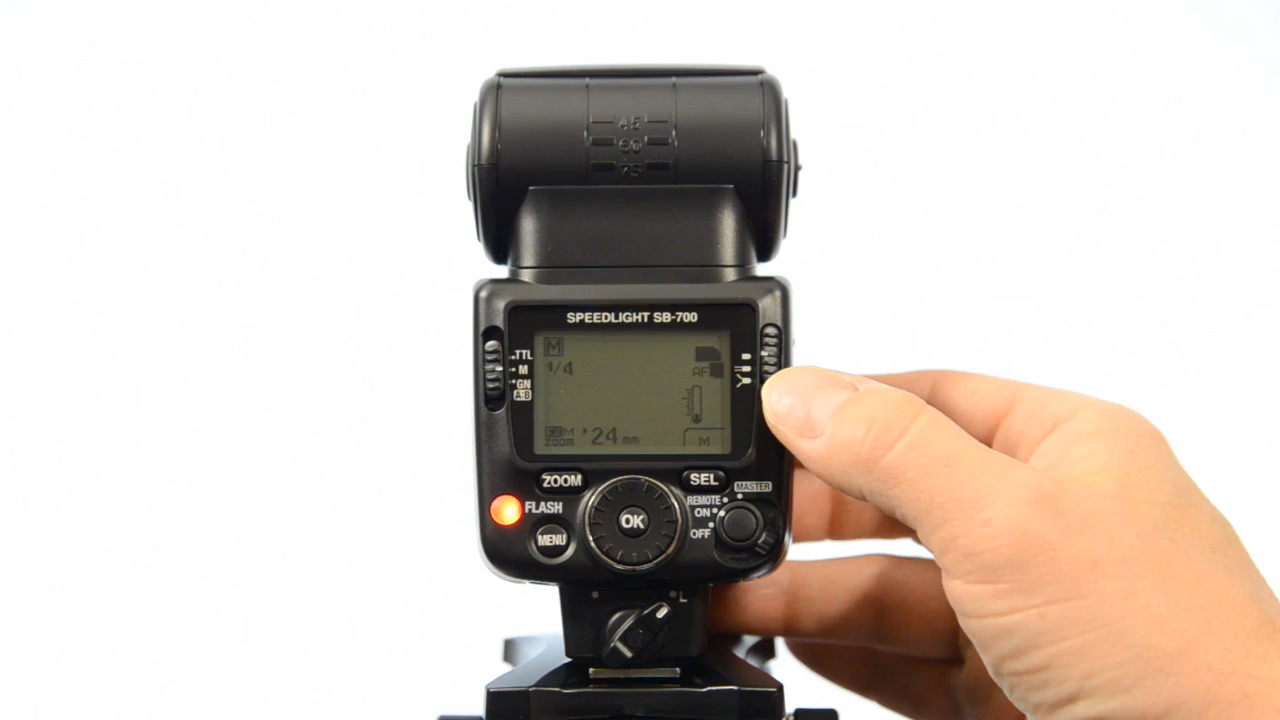 45
60
75
SPEEDLIGHT SB-700
TTL
M
GN
A:B
M
1/4
AF
FX M
ZOOM
24 mm
M
ZOOM
SEL
FLASH
MENU
OK
MASTER
REMOTE
ON
OFF
L